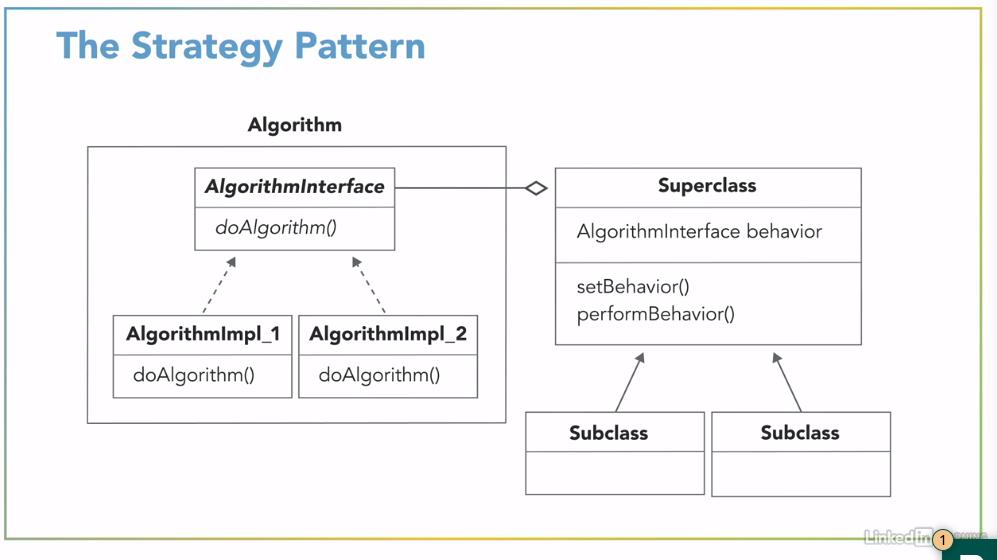 The Strategy Pattern
Algorithm
AlgorithmInterface
doAlgorithm()
AlgorithmImpl_1
doAlgorithm()
AlgorithmImpl_2
doAlgorithm()
Superclass
AlgorithmInterface behavior
setBehavior()
performBehavior()
Subclass
Subclass
Linkedin
1